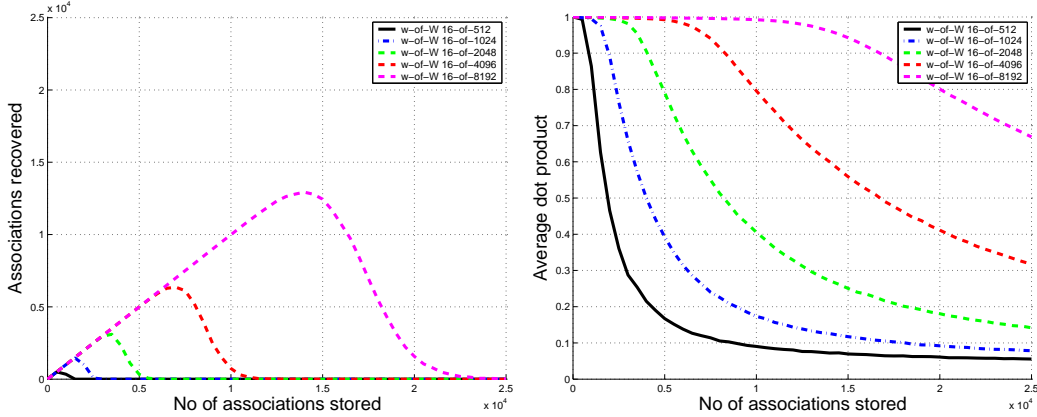 x 10^4
2.5
2
1.5
1
0.5
0
0 0.5 1 1.5 2 2.5
x 10^4
Associations recovered
No of associations stored
w−of−W 16−of−512
w−of−W 16−of−1024
w−of−W 16−of−2048
w−of−W 16−of−4096
w−of−W 16−of−8192
1
0.9
0.8
0.7
0.6
0.5
0.4
0.3
0.2
0.1
0
0 0.5 1 1.5 2 2.5
x 10^4
Average dot product
No of associations stored
w−of−W 16−of−512
w−of−W 16−of−1024
w−of−W 16−of−2048
w−of−W 16−of−4096
w−of−W 16−of−8192